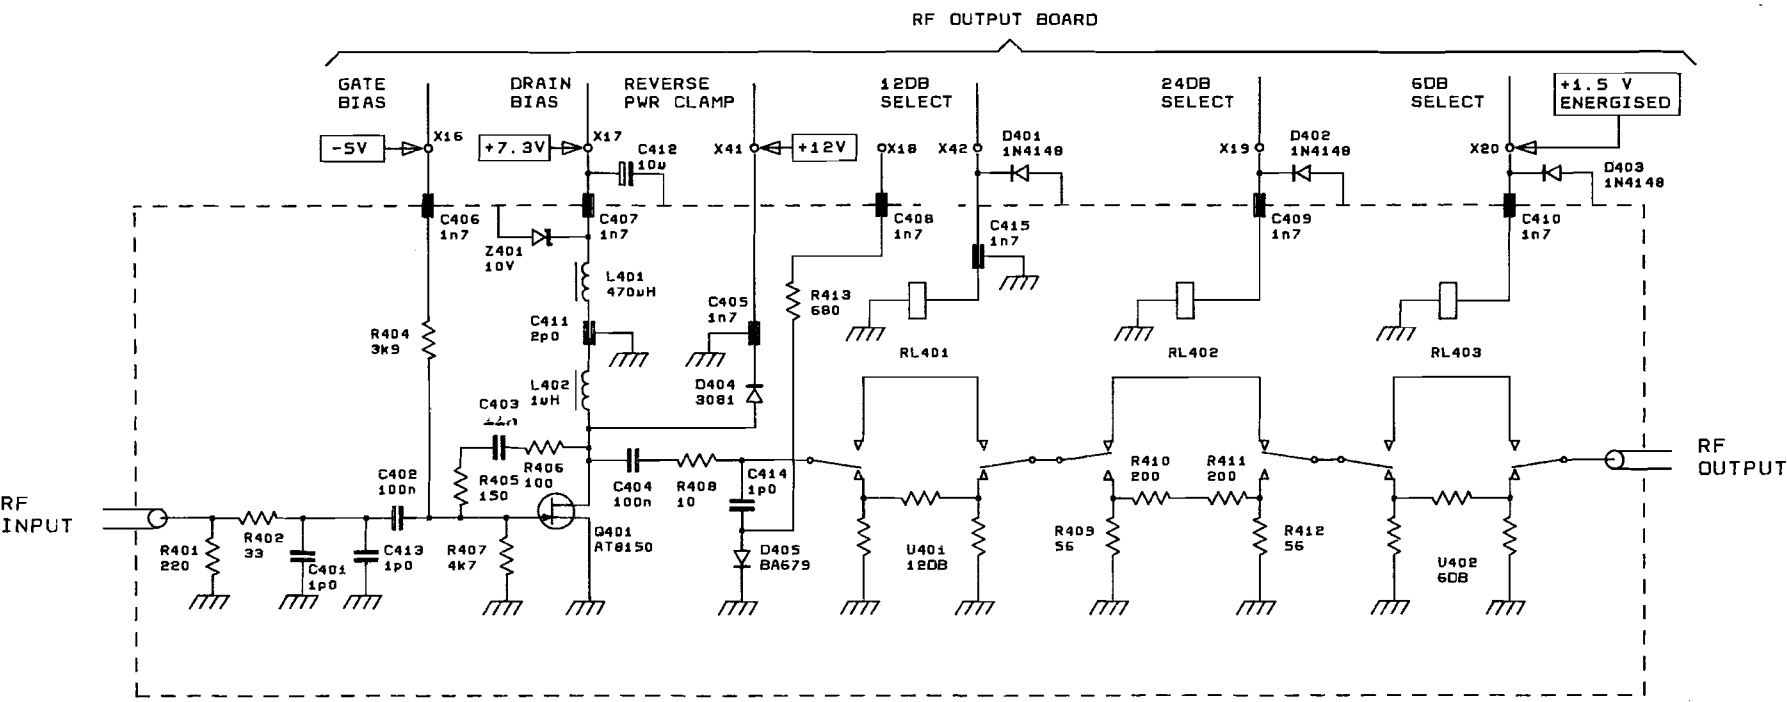 RF OUTPUT BOARD
GATE BIAS
DRAIN BIAS
REVERSE PWR CLAMP
12DB SELECT
24DB SELECT
6DB SELECT
+1.5 V ENERGISED
-5V
X16
+7.3V
X17
C412 10µ
X41
+12V
X18
X42
D401 1N4148
X19
D402 1N4148
X20
D403 1N4148
C406 1n7
C407 1n7
C408 1n7
C415 1n7
C409 1n7
C410 1n7
Z401 10V
L401 470µH
C405 1n7
R413 680
R404 3k9
C411 2p0
RL401
RL402
RL403
L402 1µH
D404 3081
C403
R406 100
R405 150
C402 100n
C404 100n
R408 10
C414 1p0
R410 200
R411 200
RF INPUT
RF OUTPUT
R401 220
R402 33
C401 1p0
C413 1p0
R407 4k7
Q401 AT8150
D405 BA679
U401 12DB
R409 56
R412 56
U402 6DB